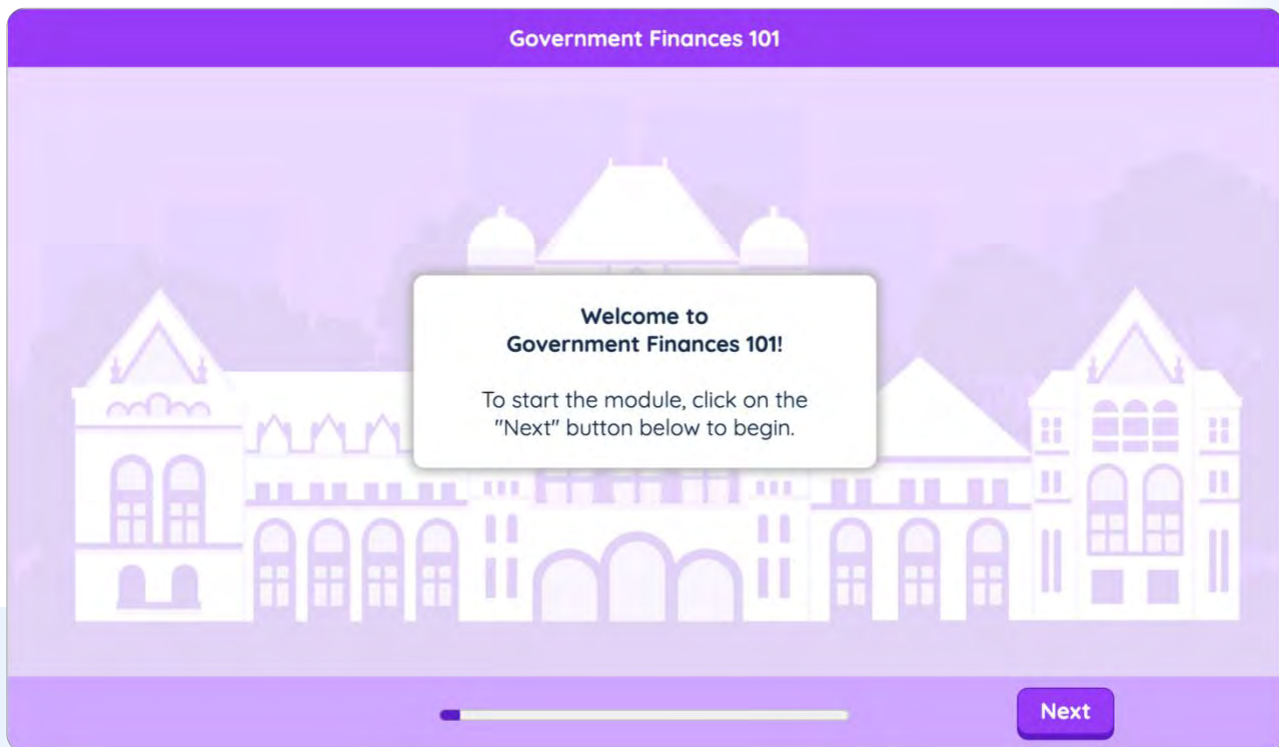 Government Finances 101
Welcome to
Government Finances 101!
To start the module, click on the
"Next" button below to begin.
Next